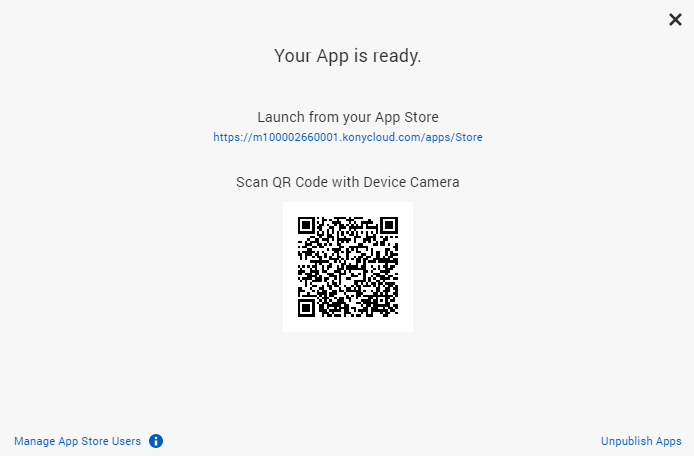 Your App is ready.
Launch from your App Store
https://m100002660001.konycloud.com/apps/Store
Scan QR Code with Device Camera
Manage App Store Users
Unpublish Apps